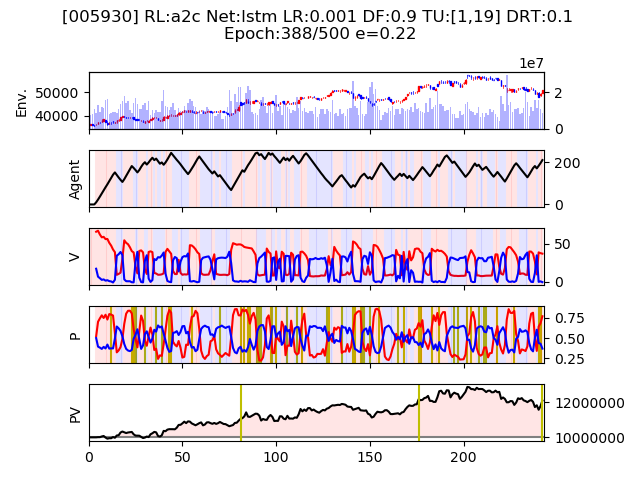 [005930] RL:a2c Net:lstm LR:0.001 DF:0.9 TU:[1,19] DRT:0.1
Epoch:388/500 e=0.22
1e7
Env.
50000
40000
2
0
Agent
200
0
V
50
0
P
0.75
0.50
0.25
PV
12000000
10000000
0 50 100 150 200